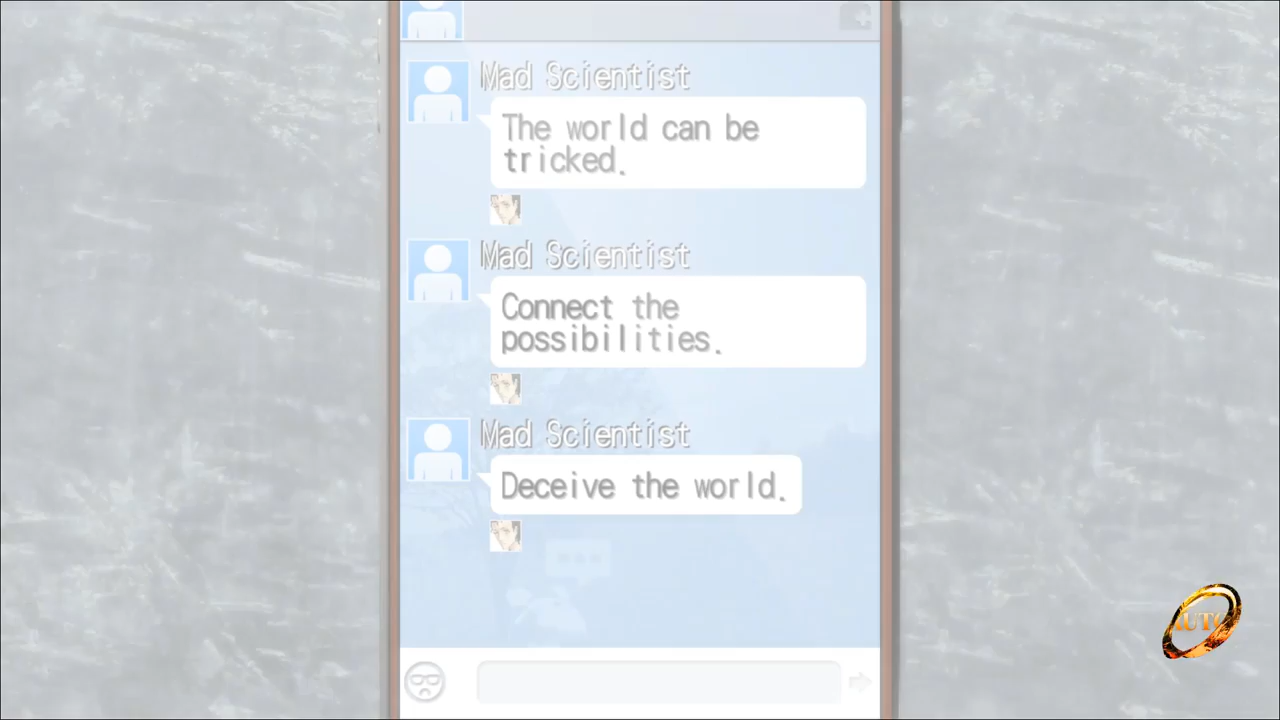 Mad Scientist
The world can be
tricked.
Mad Scientist
Connect the
possibilities.
Mad Scientist
Deceive the world.
AUTO